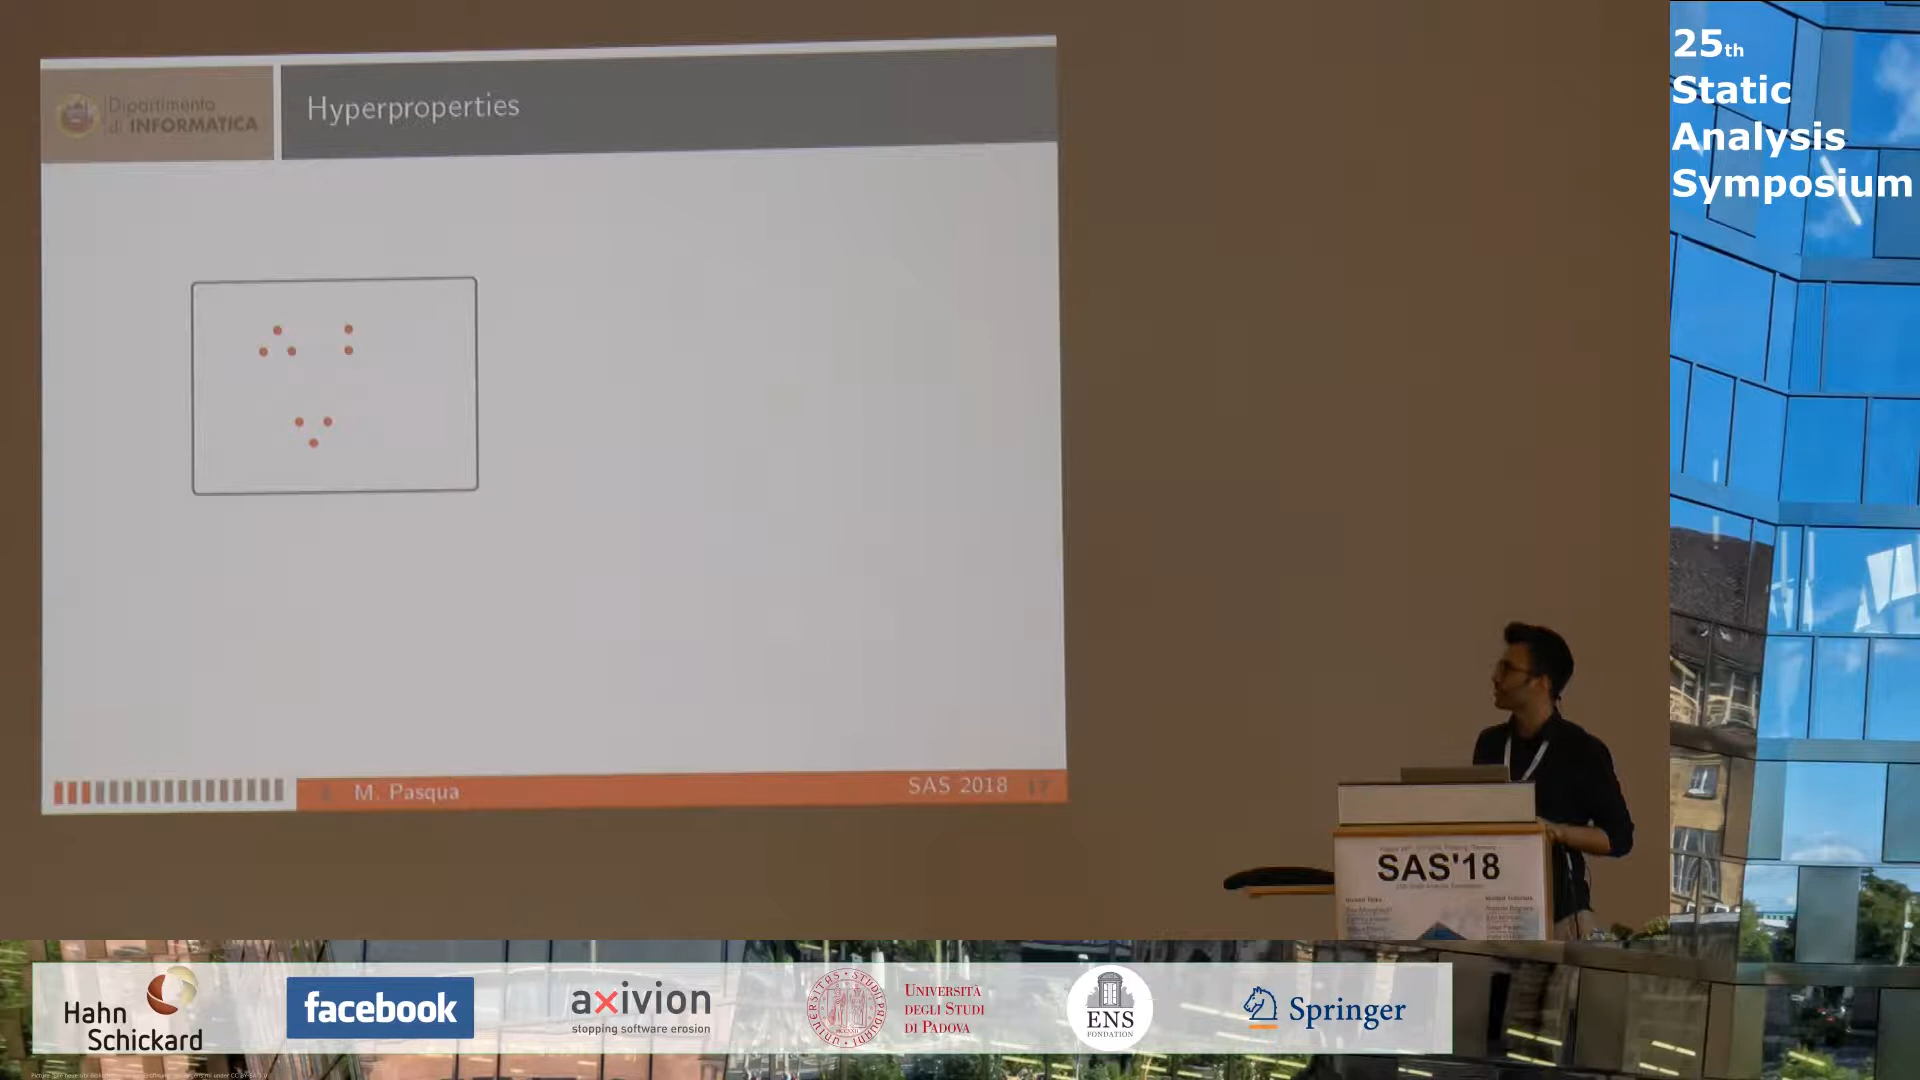 25th
Static
Analysis
Symposium
Dipartimento
di INFORMATICA
Hyperproperties
M. Pasqua
SAS 2018 17
SAS'18
Hahn
Schickard
facebook
axivion
stopping software erosion
UNIVERSITÀ
DEGLI STUDI
DI PADOVA
ENS
FONDATION
Springer